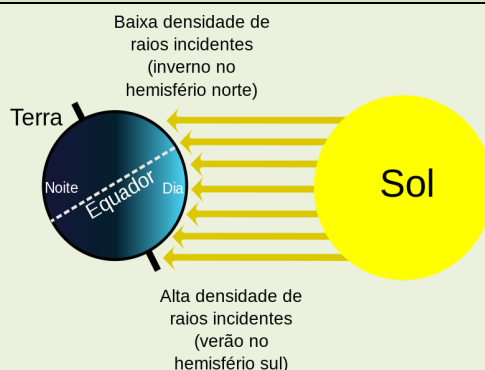 Baixa densidade de
raios incidentes
(inverno no
hemisfério norte)
Terra
Noite
Equador
Dia
Sol
Alta densidade de
raios incidentes
(verão no
hemisfério sul)